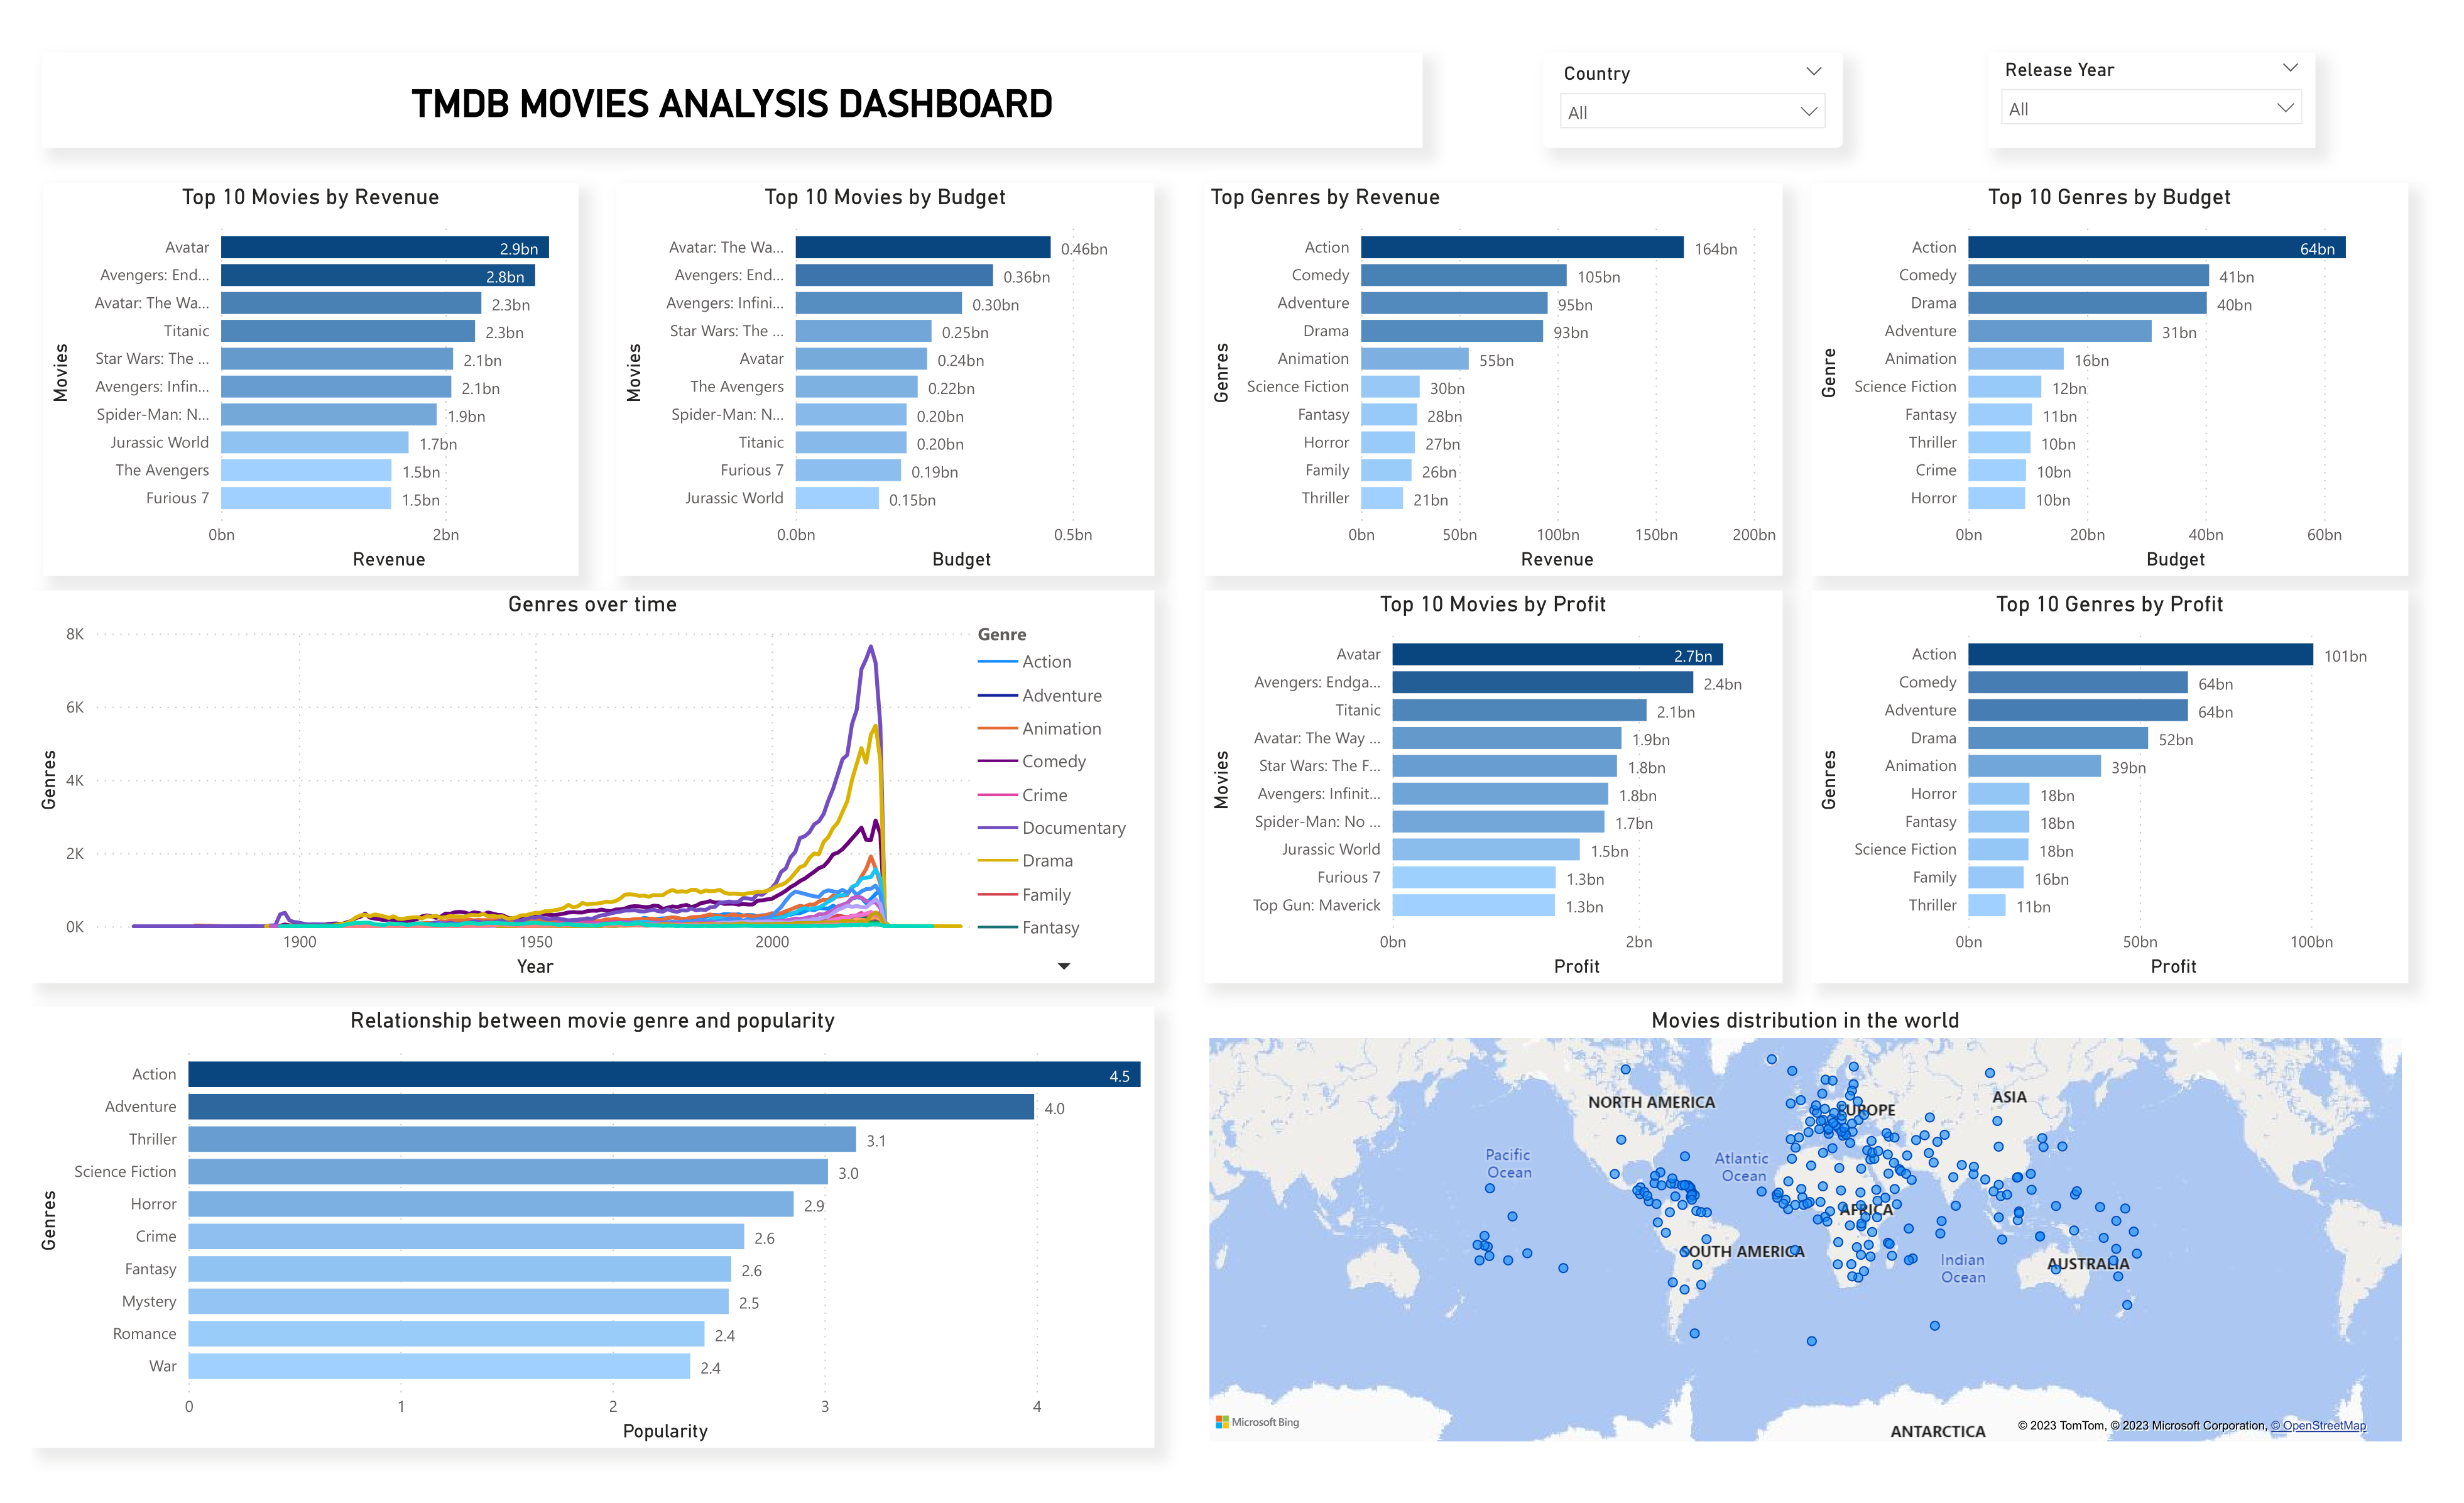 TMDB MOVIES ANALYSIS DASHBOARD
Country
All
Release Year
All
Top 10 Movies by Revenue
Movies
Avatar 2.9bn
Avengers: End... 2.8bn
Avatar: The Wa... 2.3bn
Titanic 2.3bn
Star Wars: The ... 2.1bn
Avengers: Infin... 2.1bn
Spider-Man: N... 1.9bn
Jurassic World 1.7bn
The Avengers 1.5bn
Furious 7 1.5bn
0bn 2bn
Revenue
Top 10 Movies by Budget
Movies
Avatar: The Wa... 0.46bn
Avengers: End... 0.36bn
Avengers: Infini... 0.30bn
Star Wars: The ... 0.25bn
Avatar 0.24bn
The Avengers 0.22bn
Spider-Man: N... 0.20bn
Titanic 0.20bn
Furious 7 0.19bn
Jurassic World 0.15bn
0.0bn 0.5bn
Budget
Top Genres by Revenue
Genres
Action 164bn
Comedy 105bn
Adventure 95bn
Drama 93bn
Animation 55bn
Science Fiction 30bn
Fantasy 28bn
Horror 27bn
Family 26bn
Thriller 21bn
0bn 50bn 100bn 150bn 200bn
Revenue
Top 10 Genres by Budget
Genre
Action 64bn
Comedy 41bn
Drama 40bn
Adventure 31bn
Animation 16bn
Science Fiction 12bn
Fantasy 11bn
Thriller 10bn
Crime 10bn
Horror 10bn
0bn 20bn 40bn 60bn
Budget
Genres over time
Genres
8K
6K
4K
2K
0K
1900 1950 2000
Year
Genre
Action
Adventure
Animation
Comedy
Crime
Documentary
Drama
Family
Fantasy
Top 10 Movies by Profit
Movies
Avatar 2.7bn
Avengers: Endga... 2.4bn
Titanic 2.1bn
Avatar: The Way ... 1.9bn
Star Wars: The F... 1.8bn
Avengers: Infinit... 1.8bn
Spider-Man: No ... 1.7bn
Jurassic World 1.5bn
Furious 7 1.3bn
Top Gun: Maverick 1.3bn
0bn 2bn
Profit
Top 10 Genres by Profit
Genres
Action 101bn
Comedy 64bn
Adventure 64bn
Drama 52bn
Animation 39bn
Horror 18bn
Fantasy 18bn
Science Fiction 18bn
Family 16bn
Thriller 11bn
0bn 50bn 100bn
Profit
Relationship between movie genre and popularity
Genres
Action 4.5
Adventure 4.0
Thriller 3.1
Science Fiction 3.0
Horror 2.9
Crime 2.6
Fantasy 2.6
Mystery 2.5
Romance 2.4
War 2.4
0 1 2 3 4
Popularity
Movies distribution in the world
NORTH AMERICA
EUROPE
ASIA
Pacific
Ocean
Atlantic
Ocean
AFRICA
SOUTH AMERICA
Indian
Ocean
AUSTRALIA
ANTARCTICA
Microsoft Bing
© 2023 TomTom, © 2023 Microsoft Corporation, © OpenStreetMap